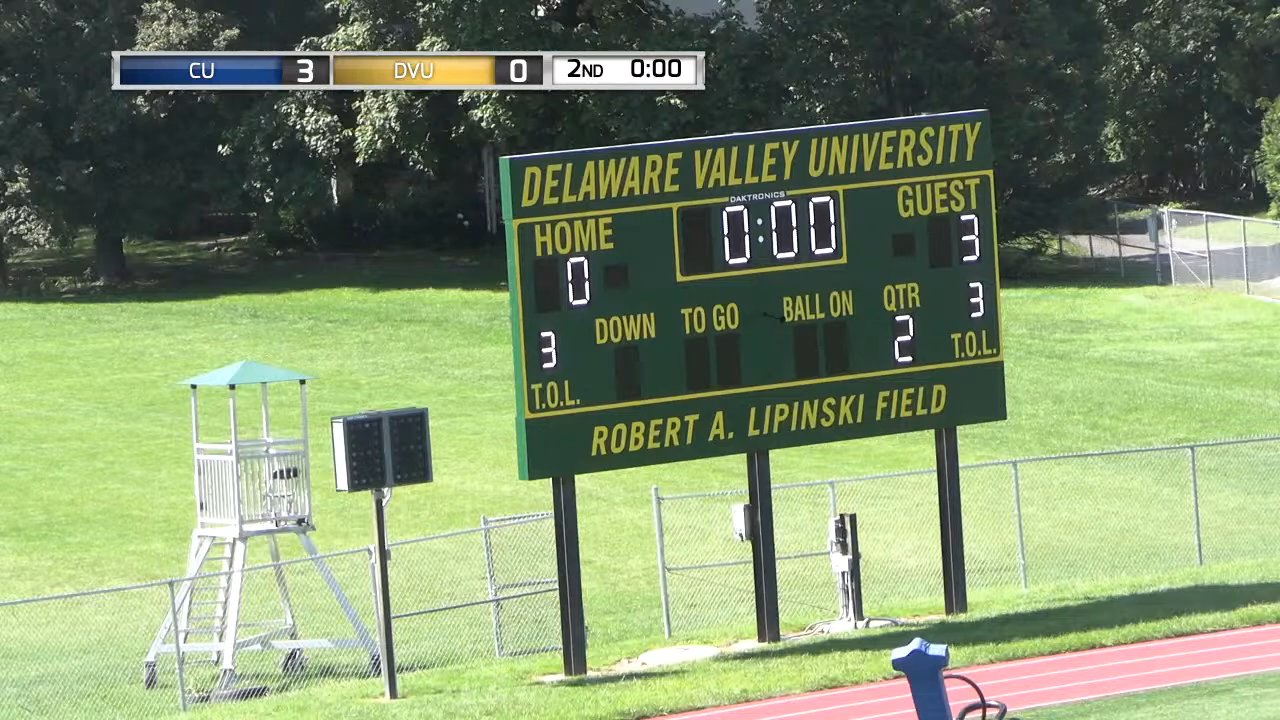 CU 3 DVU 0 2ND 0:00
DELAWARE VALLEY UNIVERSITY
DAKTRONICS
HOME 0:00 GUEST
0 3
DOWN TO GO BALL ON QTR 3
3 2
T.O.L. T.O.L.
ROBERT A. LIPINSKI FIELD